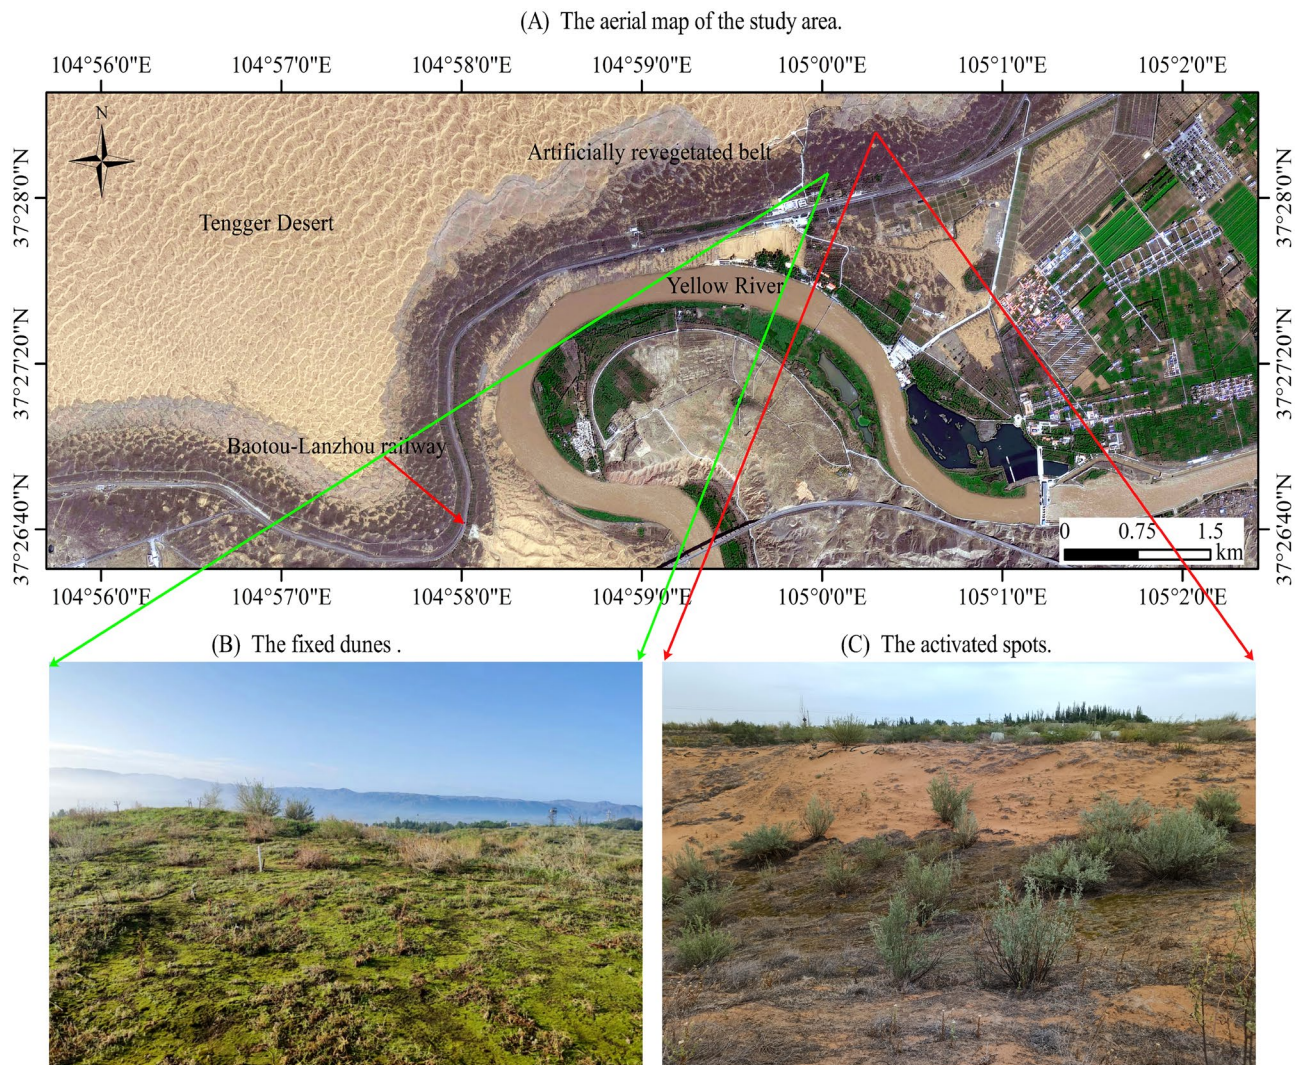 (A) The aerial map of the study area.
104°56'0"E 104°57'0"E 104°58'0"E 104°59'0"E 105°0'0"E 105°1'0"E 105°2'0"E
N
Artificially revegetated belt
37°28'0"N 37°28'0"N
Tengger Desert
Yellow River
37°27'20"N 37°27'20"N
Baotou-Lanzhou railway
37°26'40"N 37°26'40"N
0 0.75 1.5
km
104°56'0"E 104°57'0"E 104°58'0"E 104°59'0"E 105°0'0"E 105°1'0"E 105°2'0"E
(B) The fixed dunes .
(C) The activated spots.